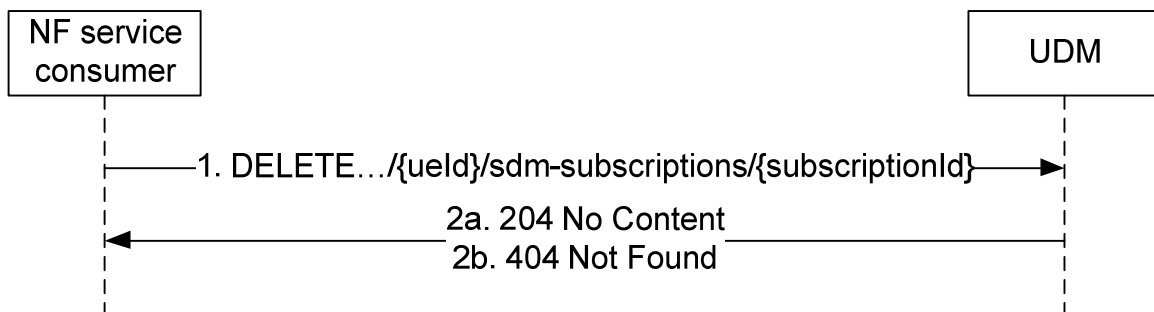 NF service
consumer
UDM
1. DELETE…/{ueId}/sdm-subscriptions/{subscriptionId}
2a. 204 No Content
2b. 404 Not Found